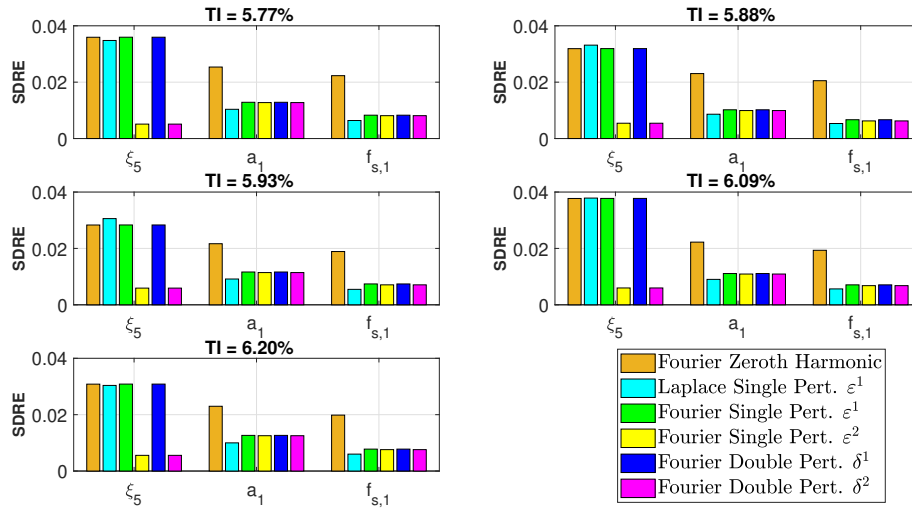 TI = 5.77%
SDRE
0.04
0.02
0
ξ5
a1
fs,1
TI = 5.88%
SDRE
0.04
0.02
0
ξ5
a1
fs,1
TI = 5.93%
SDRE
0.04
0.02
0
ξ5
a1
fs,1
TI = 6.09%
SDRE
0.04
0.02
0
ξ5
a1
fs,1
TI = 6.20%
SDRE
0.04
0.02
0
ξ5
a1
fs,1
Fourier Zeroth Harmonic
Laplace Single Pert. ε¹
Fourier Single Pert. ε¹
Fourier Single Pert. ε²
Fourier Double Pert. δ¹
Fourier Double Pert. δ²